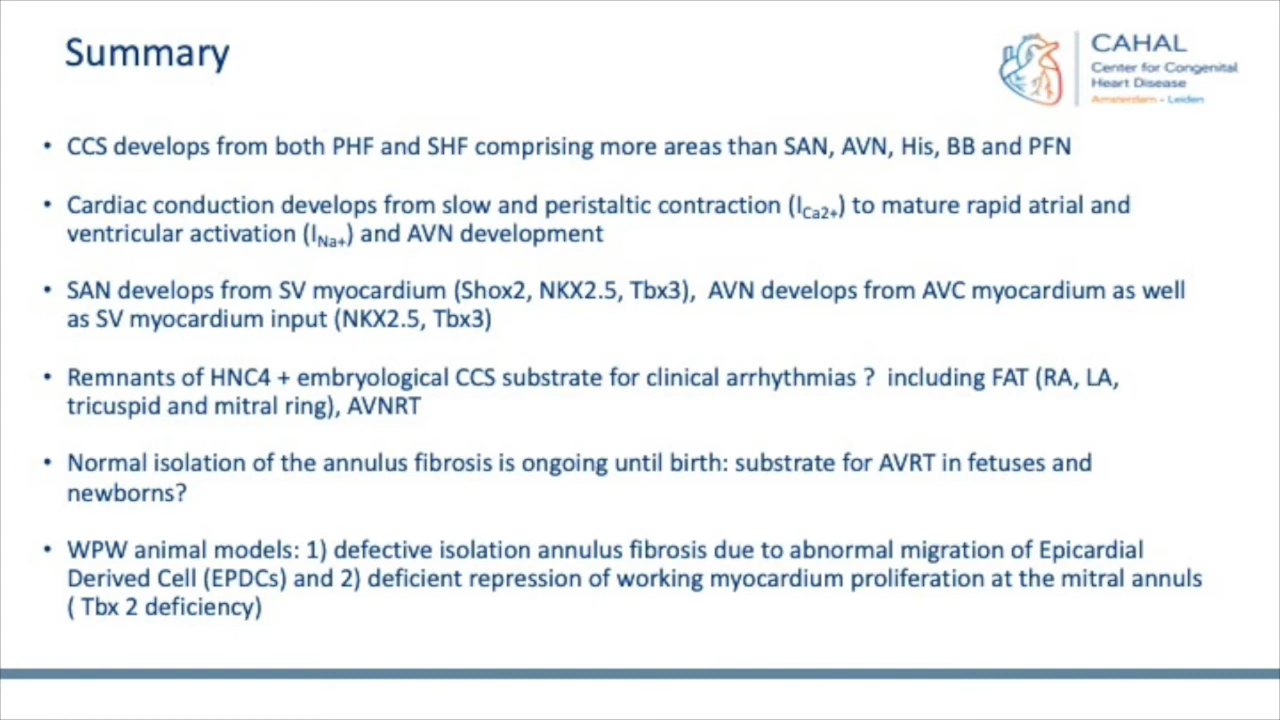 Summary
CAHAL
Center for Congenital
Heart Disease
Amsterdam - Leiden
• CCS develops from both PHF and SHF comprising more areas than SAN, AVN, His, BB and PFN
• Cardiac conduction develops from slow and peristaltic contraction (ICa2+) to mature rapid atrial and
ventricular activation (INa+) and AVN development
• SAN develops from SV myocardium (Shox2, NKX2.5, Tbx3), AVN develops from AVC myocardium as well
as SV myocardium input (NKX2.5, Tbx3)
• Remnants of HNC4 + embryological CCS substrate for clinical arrhythmias ? including FAT (RA, LA,
tricuspid and mitral ring), AVNRT
• Normal isolation of the annulus fibrosis is ongoing until birth: substrate for AVRT in fetuses and
newborns?
• WPW animal models: 1) defective isolation annulus fibrosis due to abnormal migration of Epicardial
Derived Cell (EPDCs) and 2) deficient repression of working myocardium proliferation at the mitral annuls
( Tbx 2 deficiency)